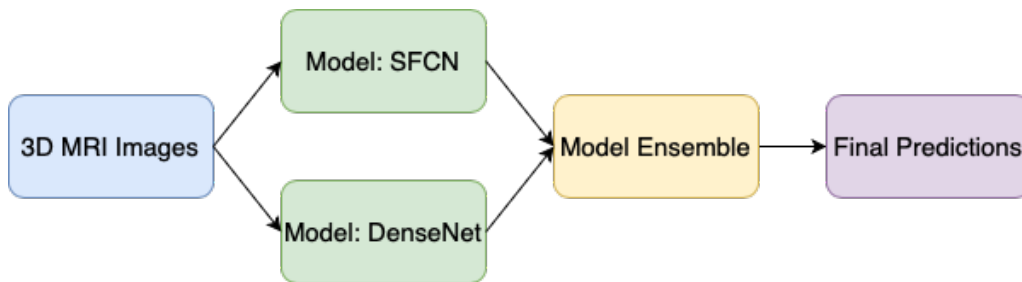 Model: SFCN
3D MRI Images
Model Ensemble
Final Predictions
Model: DenseNet